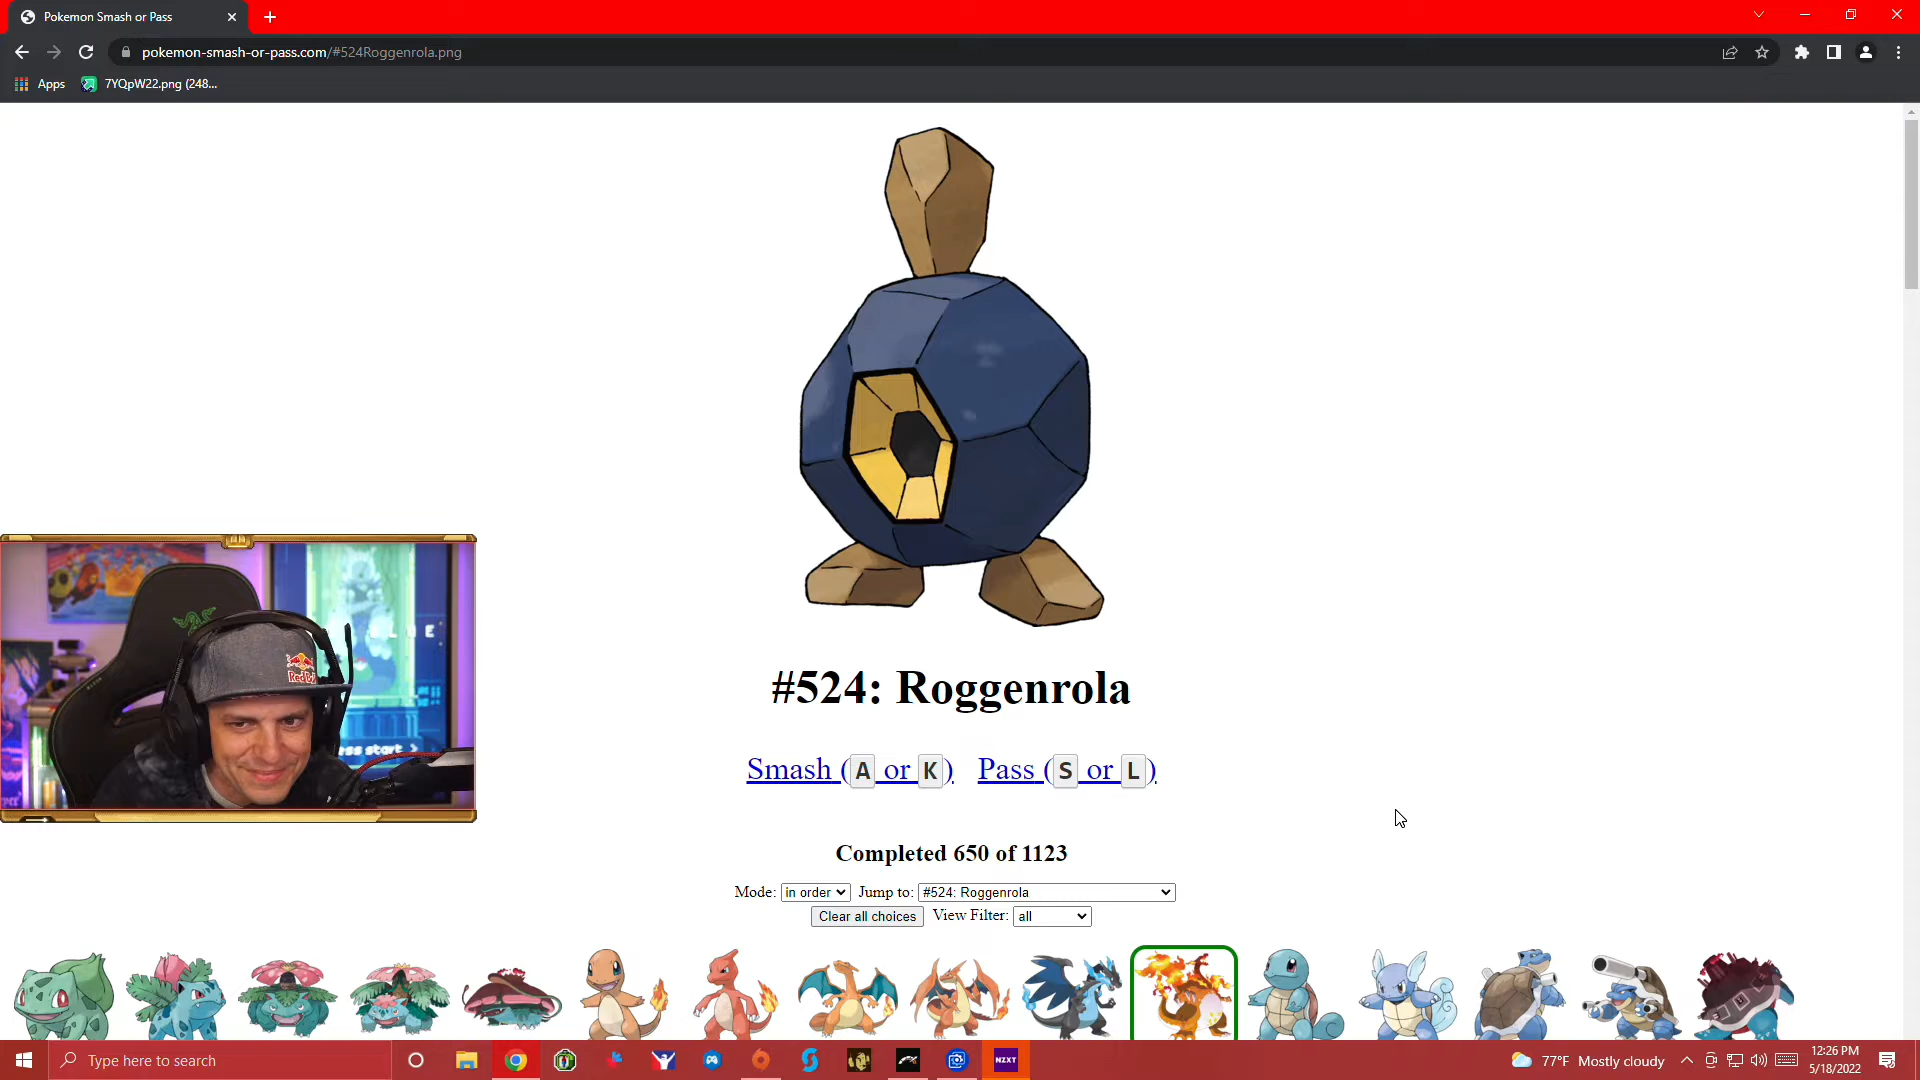 Pokemon Smash or Pass
pokemon-smash-or-pass.com/#524Roggenrola.png
Apps 7YQpW22.png (248...
#524: Roggenrola
Smash (A or K) Pass (S or L)
Completed 650 of 1123
Mode: in order Jump to: #524: Roggenrola
Clear all choices View Filter: all
Type here to search
NZXT
77°F Mostly cloudy
12:26 PM
5/18/2022